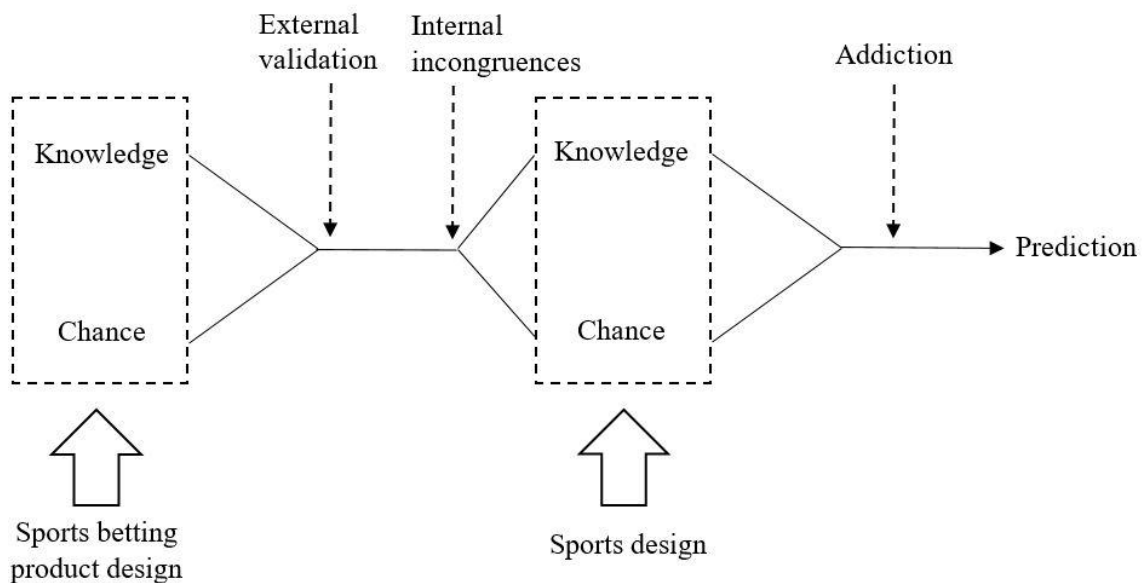 External
validation
Internal
incongruences
Addiction
Knowledge
Knowledge
Prediction
Chance
Chance
Sports betting
product design
Sports design